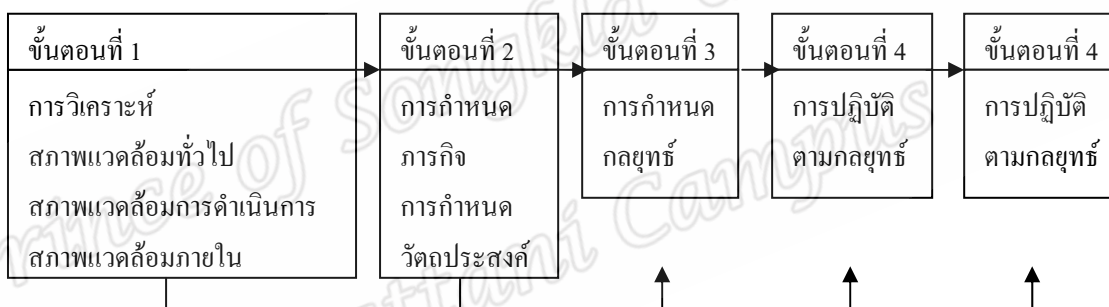 ขั้นตอนที่ 1
การวิเคราะห์
สภาพแวดล้อมทั่วไป
สภาพแวดล้อมการดำเนินการ
สภาพแวดล้อมภายใน
ขั้นตอนที่ 2
การกำหนด
ภารกิจ
การกำหนด
วัตถุประสงค์
ขั้นตอนที่ 3
การกำหนด
กลยุทธ์
ขั้นตอนที่ 4
การปฏิบัติ
ตามกลยุทธ์
ขั้นตอนที่ 4
การปฏิบัติ
ตามกลยุทธ์
Prince of Songkla
Pattani Campus